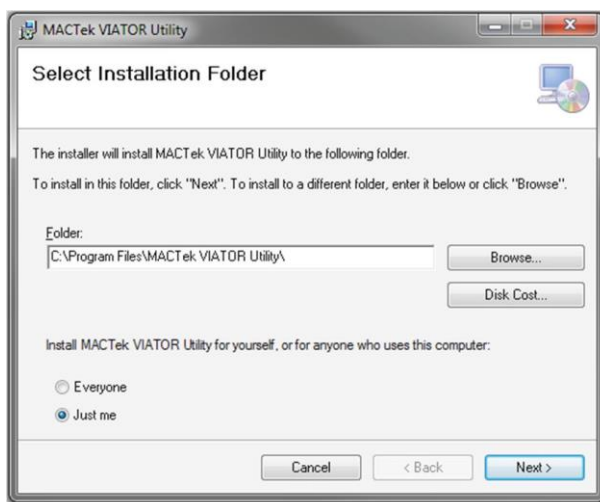 MACTek VIATOR Utility
Select Installation Folder
The installer will install MACTek VIATOR Utility to the following folder.
To install in this folder, click "Next". To install to a different folder, enter it below or click "Browse".
Folder:
C:\Program Files\MACTek VIATOR Utility\
Browse...
Disk Cost...
Install MACTek VIATOR Utility for yourself, or for anyone who uses this computer:
Everyone
Just me
Cancel
< Back
Next >